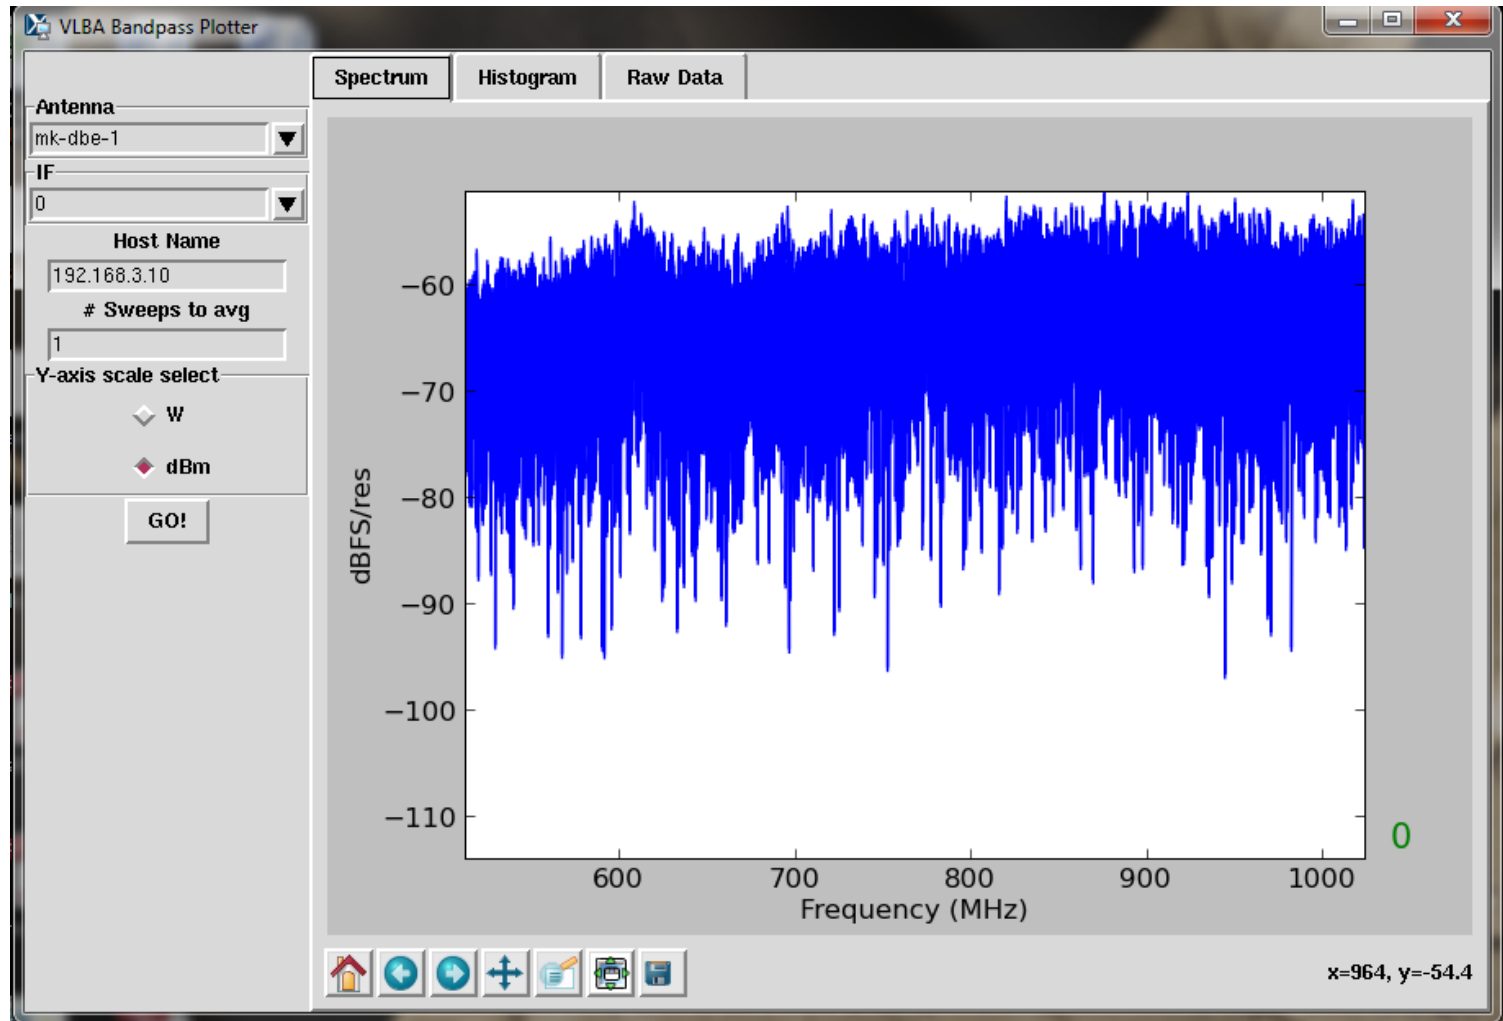 VLBA Bandpass Plotter
Antenna
mk-dbe-1
IF
0
Host Name
192.168.3.10
# Sweeps to avg
1
Y-axis scale select
W
dBm
GO!
Spectrum Histogram Raw Data
−60
−70
−80
−90
−100
−110
dBFS/res
600 700 800 900 1000
Frequency (MHz)
0
x=964, y=-54.4